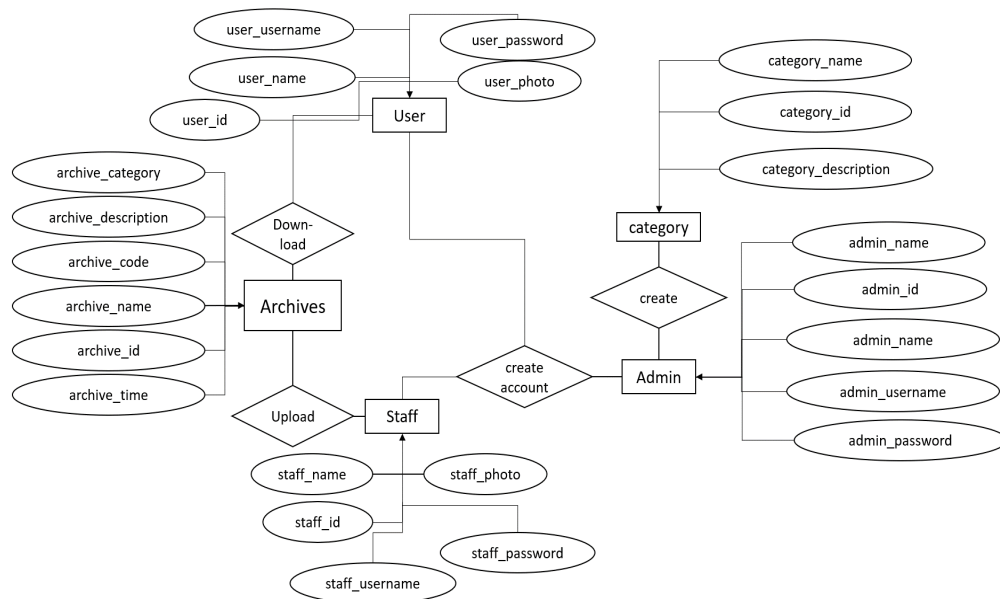 user_username
user_password
user_name
user_photo
user_id
User
category_name
category_id
category_description
category
archive_category
archive_description
archive_code
archive_name
archive_id
archive_time
Down-
load
Archives
Upload
Staff
create
account
create
Admin
admin_name
admin_id
admin_name
admin_username
admin_password
staff_name
staff_photo
staff_id
staff_password
staff_username